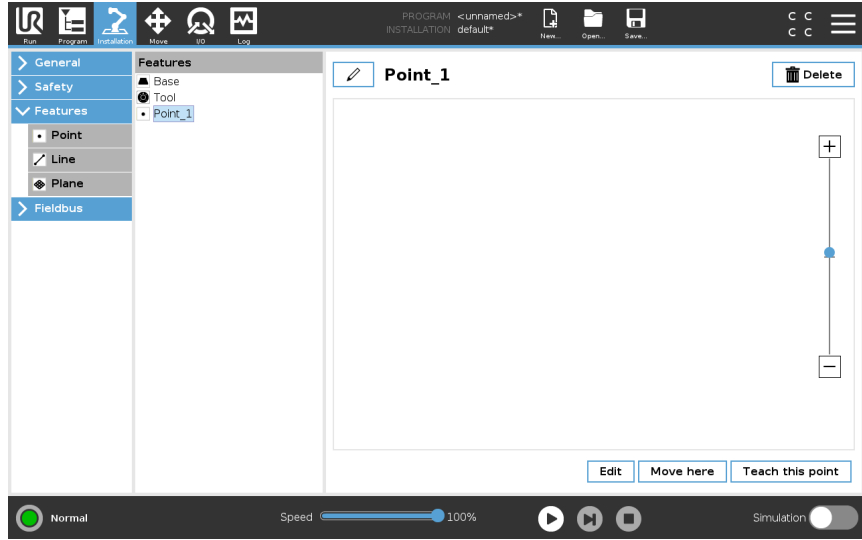 PROGRAM <unnamed>*
INSTALLATION default*
C C
C C
UR
Run Program Installation Move I/O Log New... Open... Save...
General
Safety
Features
Point
Line
Plane
Fieldbus
Features
Base
Tool
Point_1
Point_1
Delete
Edit Move here Teach this point
Normal
Speed 100%
Simulation